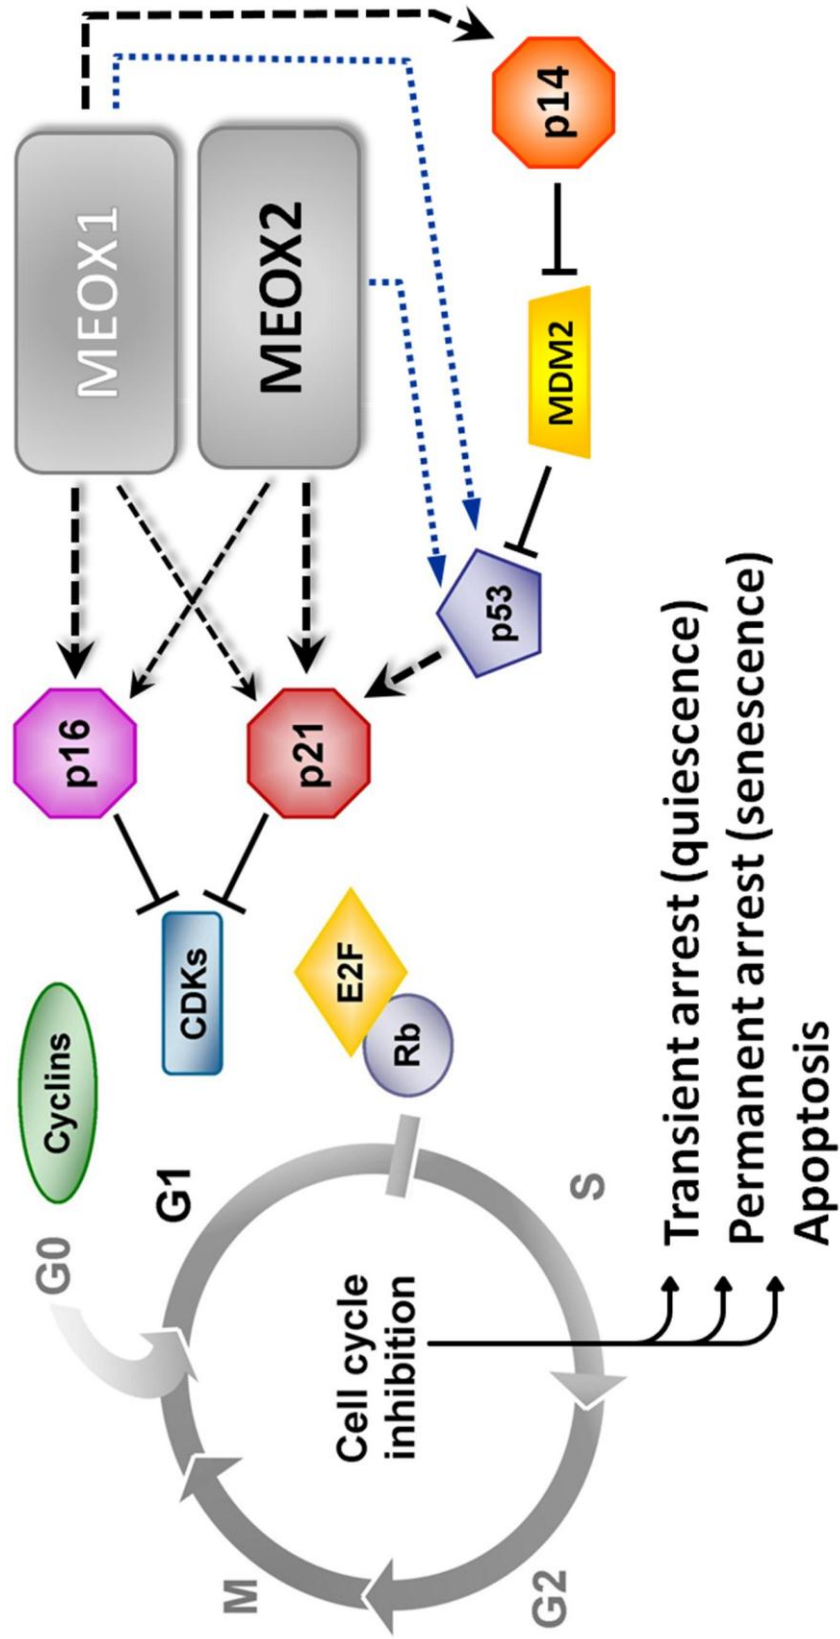 MEOX1
MEOX2
p14
MDM2
p53
p16
p21
CDKs
Cyclins
E2F
Rb
G0
G1
S
G2
M
Cell cycle
inhibition
Transient arrest (quiescence)
Permanent arrest (senescence)
Apoptosis